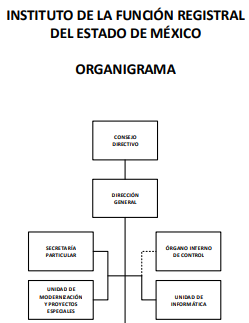 INSTITUTO DE LA FUNCIÓN REGISTRAL
DEL ESTADO DE MÉXICO
ORGANIGRAMA
CONSEJO
DIRECTIVO
DIRECCIÓN
GENERAL
SECRETARÍA
PARTICULAR
ÓRGANO INTERNO
DE CONTROL
UNIDAD DE
MODERNIZACIÓN
Y PROYECTOS
ESPECIALES
UNIDAD DE
INFORMÁTICA